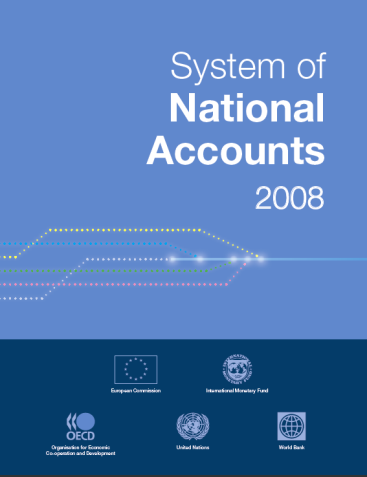 System of
National
Accounts
2008
European Commission
International Monetary Fund
OECD
Organisation for Economic
Co-operation and Development
United Nations
World Bank